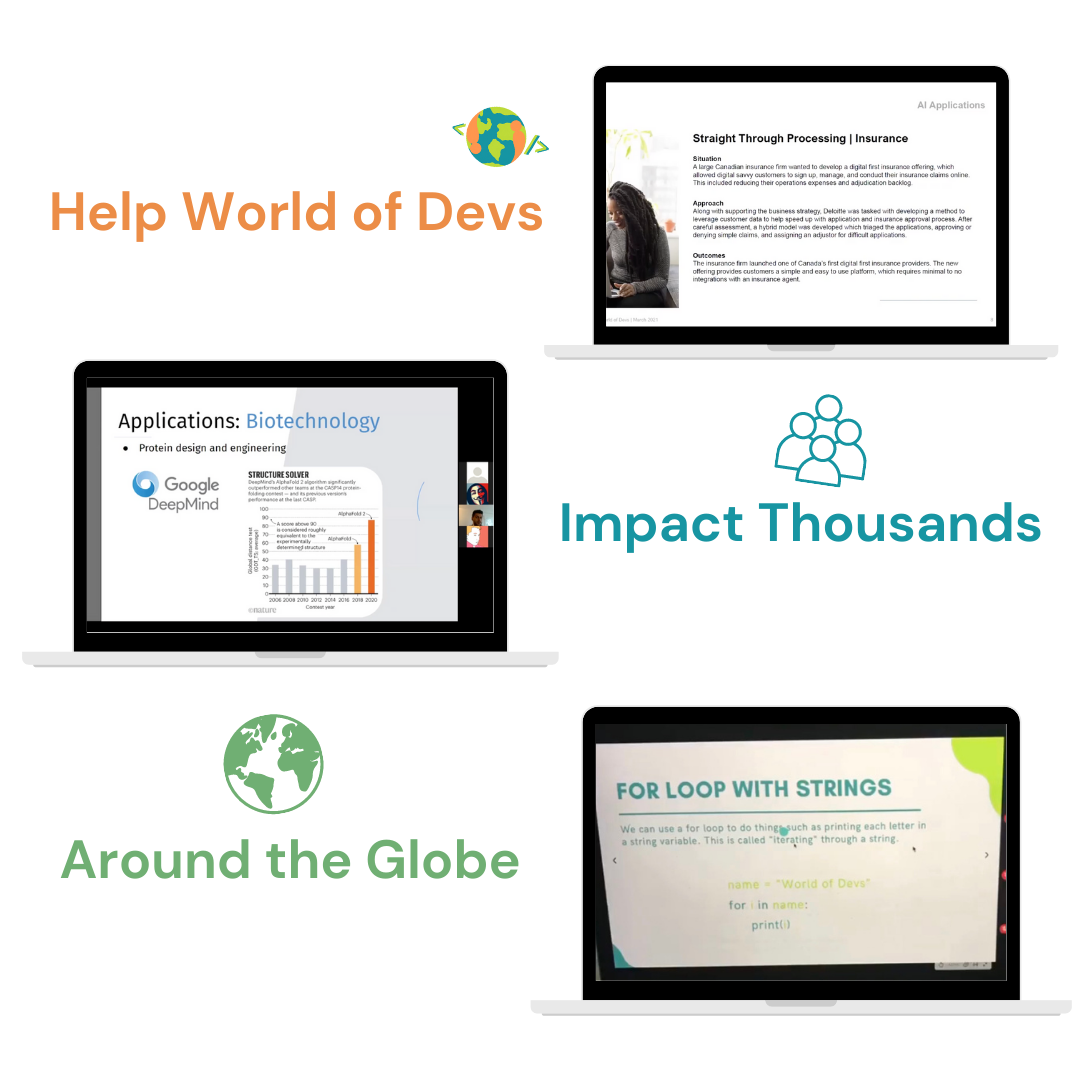 </>
Help World of Devs
AI Applications
Straight Through Processing | Insurance
Situation
A large Canadian insurance firm wanted to develop a digital first insurance offering, which
allowed digital savvy customers to sign up, manage, and conduct their insurance claims online.
This included reducing their operations expenses and adjudication backlog.
Approach
Along with supporting the business strategy, Deloitte was tasked with developing a method to
leverage customer data to help speed up with application and insurance approval process. After
careful assessment, a hybrid model was developed which triaged the applications, approving or
denying simple claims, and assigning an adjustor for difficult applications.
Outcomes
The insurance firm launched one of Canada's first digital first insurance providers. The new
offering provides customers a simple and easy to use platform, which requires minimal to no
integrations with an insurance agent.
of Devs | March 2021
Applications: Biotechnology
• Protein design and engineering
Google
DeepMind
STRUCTURE SOLVER
DeepMind's AlphaFold 2 algorithm significantly
outperformed other teams at the CASP14 protein-
folding contest — and its previous version's
performance at the last CASP.
100
90
80
70
60
50
40
30
20
10
0
Global distance test
(GDT_TS; average)
A score above 90
is considered roughly
equivalent to the
experimentally
determined structure
AlphaFold 2
AlphaFold
2006 2008 2010 2012 2014 2016 2018 2020
Contest year
©nature
Impact Thousands
Around the Globe
FOR LOOP WITH STRINGS
We can use a for loop to do things such as printing each letter in
a string variable. This is called "iterating" through a string.
name = "World of Devs"
for i in name:
print(i)